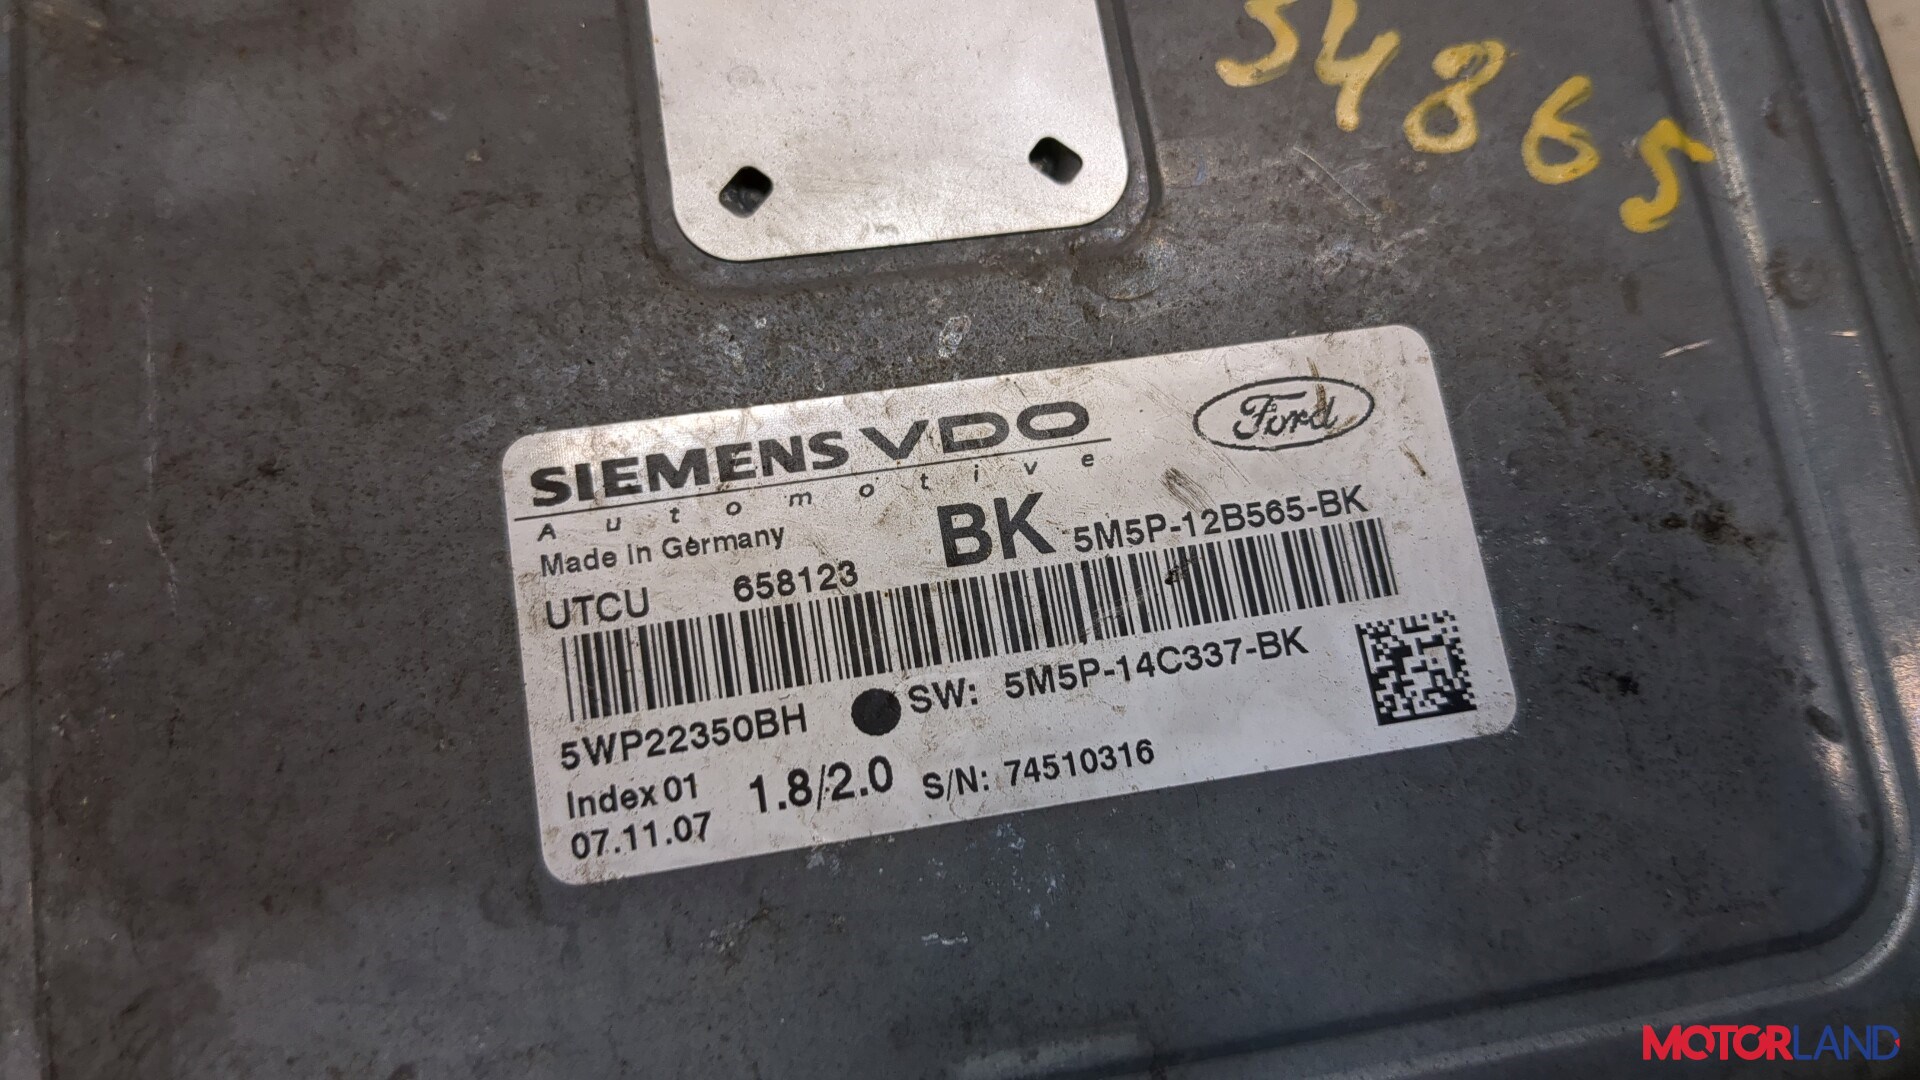 54865
SIEMENS VDO
Automotive
Ford
Made In Germany
BK 5M5P-12B565-BK
UTCU 658123
5WP22350BH SW: 5M5P-14C337-BK
Index 01 1.8/2.0 S/N: 74510316
07.11.07
MOTORLAND